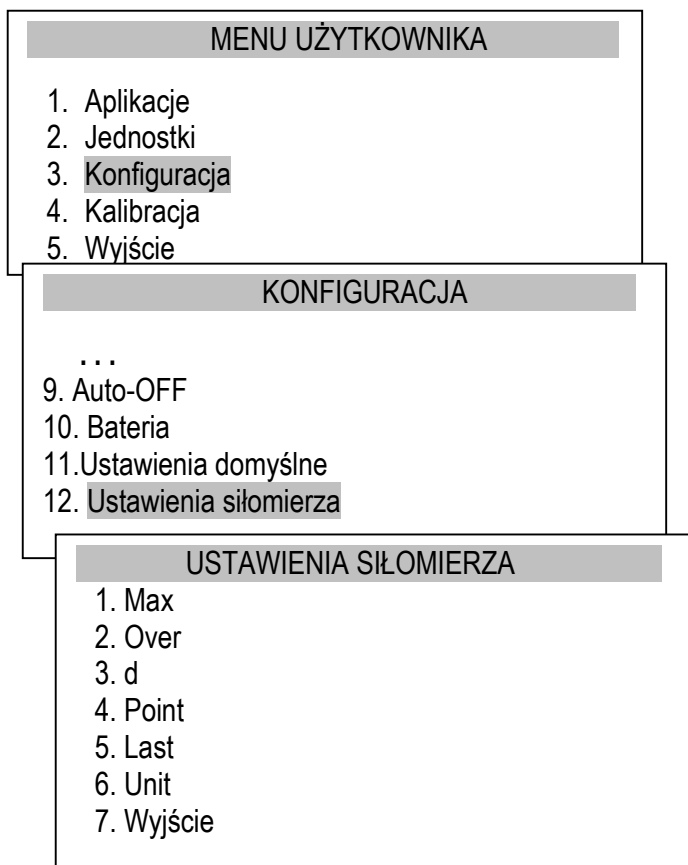 MENU UŻYTKOWNIKA
1. Aplikacje
2. Jednostki
3. Konfiguracja
4. Kalibracja
5. Wyjście
KONFIGURACJA
...
9. Auto-OFF
10. Bateria
11.Ustawienia domyślne
12. Ustawienia siłomierza
USTAWIENIA SIŁOMIERZA
1. Max
2. Over
3. d
4. Point
5. Last
6. Unit
7. Wyjście